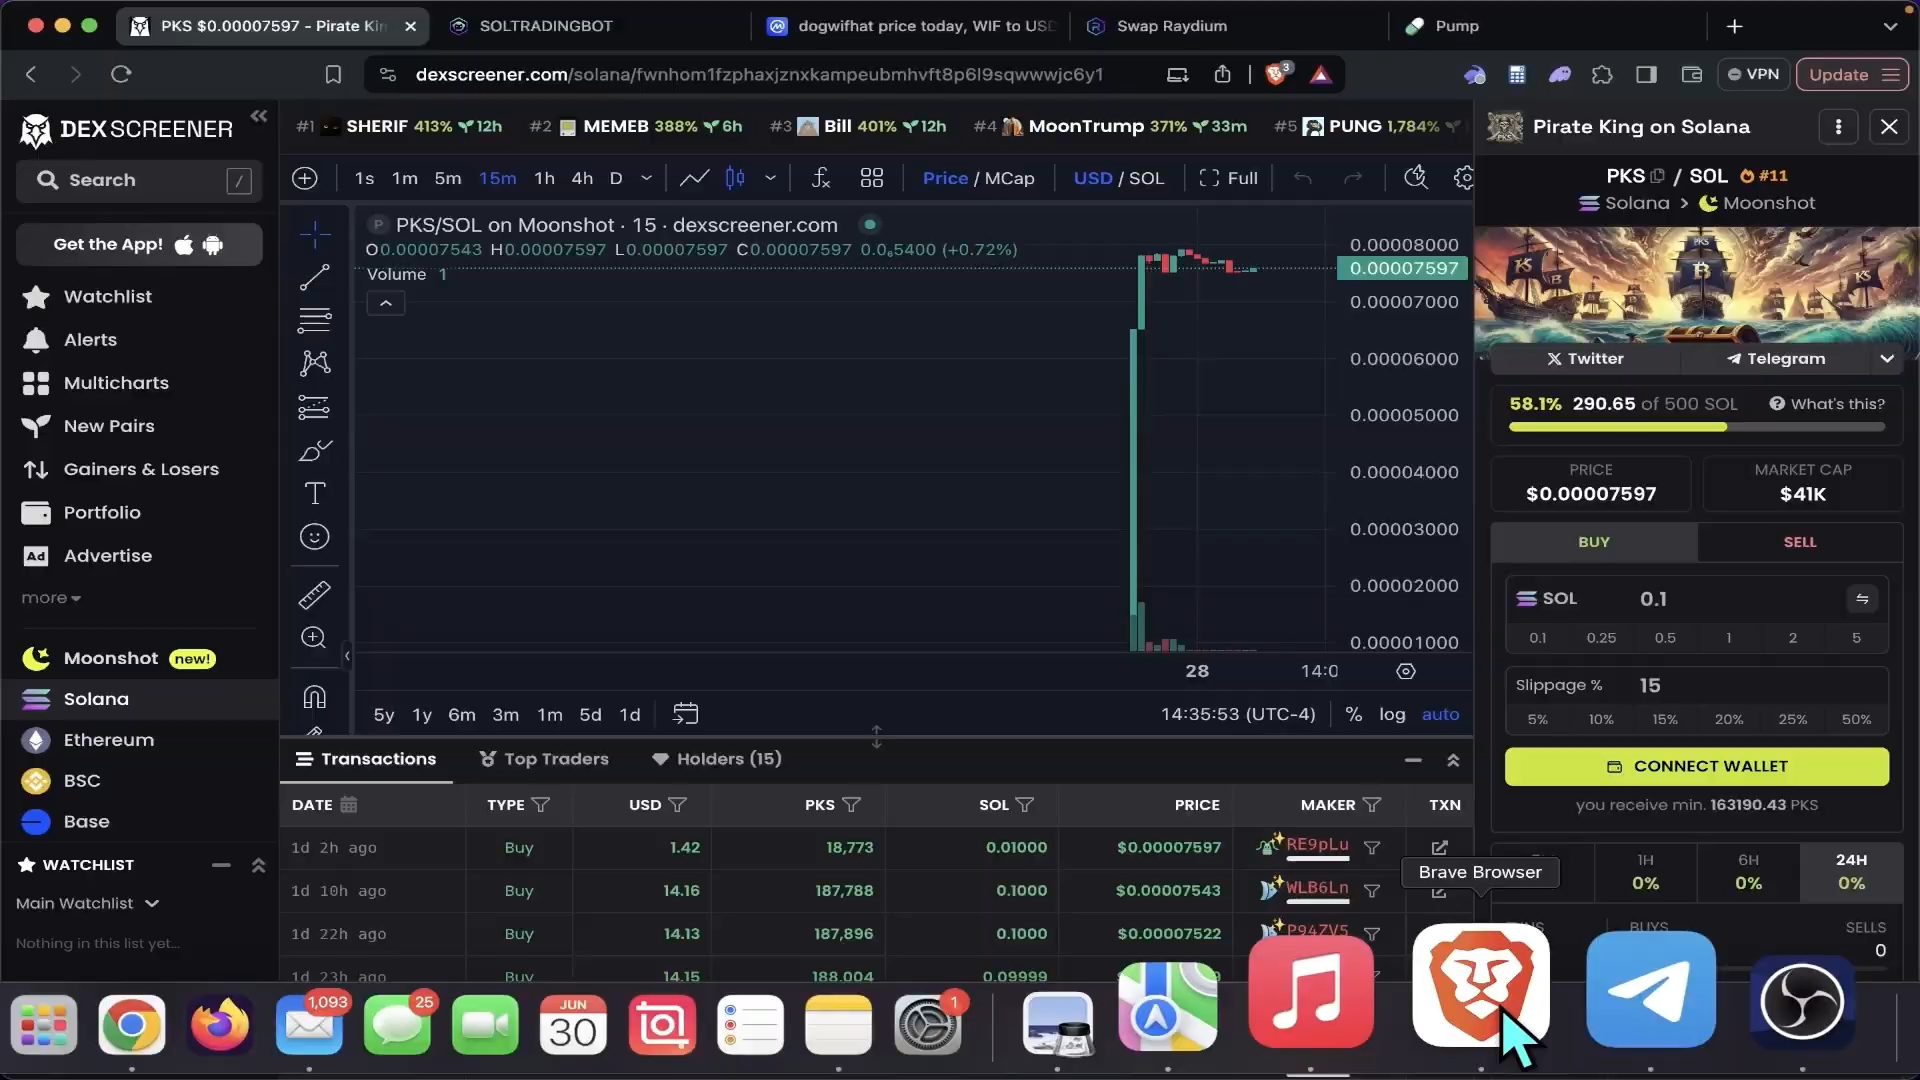 PKS $0.00007597 - Pirate Kin
SOLTRADINGBOT
dogwifhat price today, WIF to USD
Swap Raydium
Pump
dexscreener.com/solana/fwnhom1fzphaxjznxkampeubmhvft8p6l9sqwwwjc6y1
3
VPN
Update
DEX SCREENER
#1 SHERIF 413% 12h
#2 MEMEB 388% 6h
#3 Bill 401% 12h
#4 MoonTrump 371% 33m
#5 PUNG 1,784%
Pirate King on Solana
Search /
Get the App!
Watchlist
Alerts
Multicharts
New Pairs
Gainers & Losers
Portfolio
Ad Advertise
more
Moonshot new!
Solana
Ethereum
BSC
Base
WATCHLIST
Main Watchlist
Nothing in this list yet...
1s 1m 5m 15m 1h 4h D
Price / MCap
USD / SOL
Full
P PKS/SOL on Moonshot · 15 · dexscreener.com
O0.00007543 H0.00007597 L0.00007597 C0.00007597 0.0₆5400 (+0.72%)
Volume 1
0.00008000
0.00007597
0.00007000
0.00006000
0.00005000
0.00004000
0.00003000
0.00002000
0.00001000
28 14:0
5y 1y 6m 3m 1m 5d 1d
14:35:53 (UTC-4) % log auto
Transactions
Top Traders
Holders (15)
DATE TYPE USD PKS SOL PRICE MAKER TXN
1d 2h ago Buy 1.42 18,773 0.01000 $0.00007597 RE9pLu
1d 10h ago Buy 14.16 187,788 0.1000 $0.00007543 WLB6Ln
1d 22h ago Buy 14.13 187,896 0.1000 $0.00007522 P94ZV5
1d 23h ago Buy 14.15 188,004 0.09999
PKS / SOL #11
Solana > Moonshot
PKS
KS
B
KS
Twitter
Telegram
58.1% 290.65 of 500 SOL What's this?
PRICE
$0.00007597
MARKET CAP
$41K
BUY
SELL
SOL 0.1
0.1 0.25 0.5 1 2 5
Slippage % 15
5% 10% 15% 20% 25% 50%
CONNECT WALLET
you receive min. 163190.43 PKS
1H
0%
6H
0%
24H
0%
BUYS
SELLS
0
Brave Browser
1,093
25
JUN
30
1